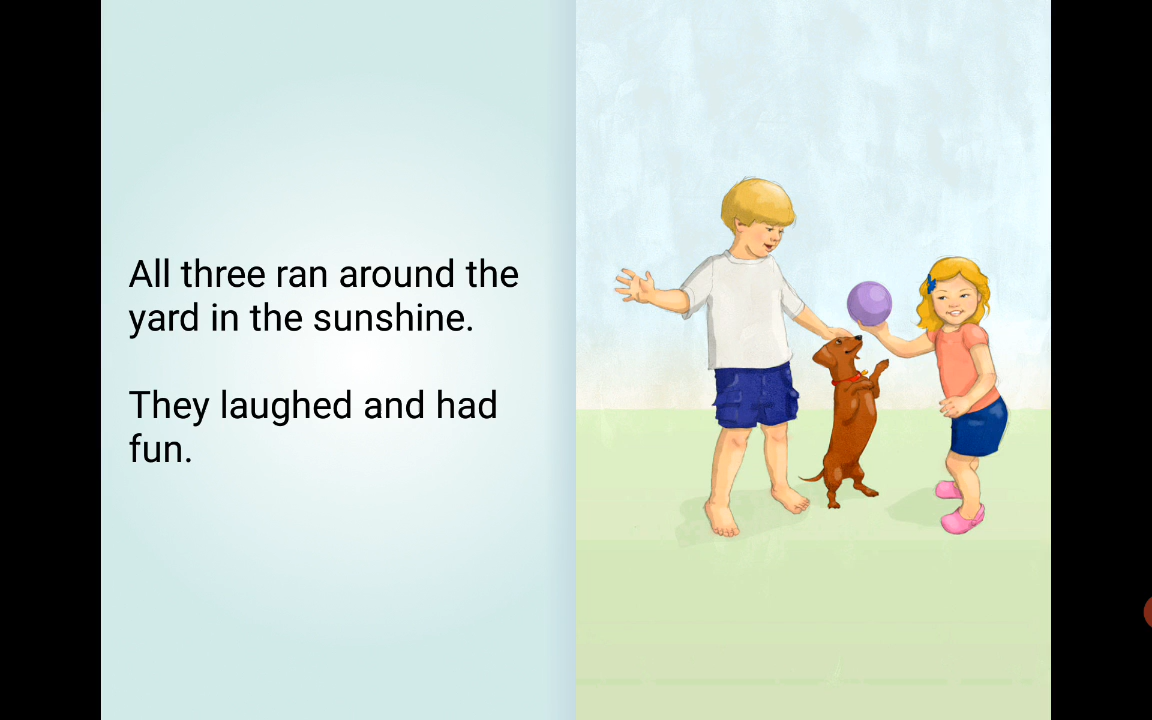 All three ran around the
yard in the sunshine.
They laughed and had
fun.